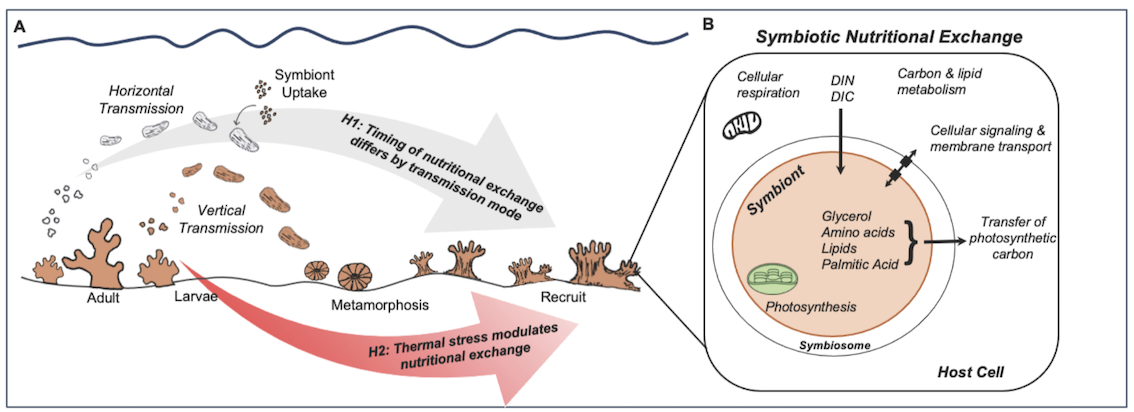 A
Horizontal
Transmission
Symbiont
Uptake
H1: Timing of nutritional exchange
differs by transmission mode
Vertical
Transmission
Adult
Larvae
Metamorphosis
Recruit
H2: Thermal stress modulates
nutritional exchange
B
Symbiotic Nutritional Exchange
Cellular
respiration
DIN
DIC
Carbon & lipid
metabolism
Cellular signaling &
membrane transport
Symbiont
Glycerol
Amino acids
Lipids
Palmitic Acid
Transfer of
photosynthetic
carbon
Photosynthesis
Symbiosome
Host Cell